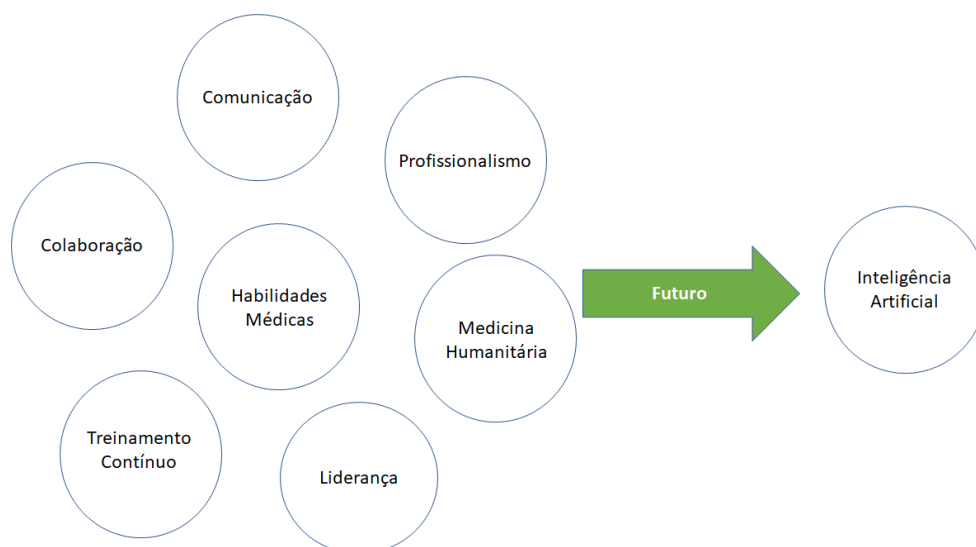 Comunicação
Profissionalismo
Colaboração
Habilidades
Médicas
Medicina
Humanitária
Futuro
Inteligência
Artificial
Treinamento
Contínuo
Liderança